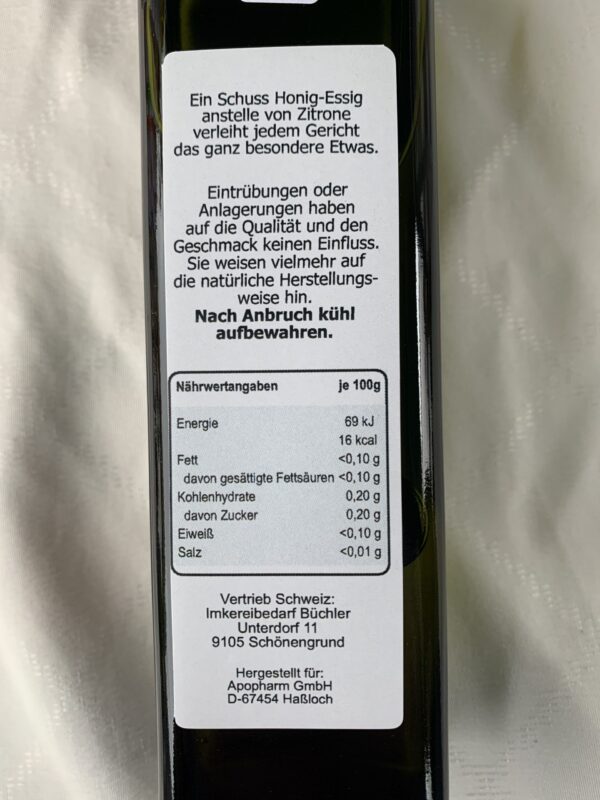 Ein Schuss Honig-Essig
anstelle von Zitrone
verleiht jedem Gericht
das ganz besondere Etwas.
Eintrübungen oder
Anlagerungen haben
auf die Qualität und den
Geschmack keinen Einfluss.
Sie weisen vielmehr auf
die natürliche Herstellungs-
weise hin.
Nach Anbruch kühl
aufbewahren.
Nährwertangaben je 100g
Energie 69 kJ
16 kcal
Fett <0,10 g
davon gesättigte Fettsäuren <0,10 g
Kohlenhydrate 0,20 g
davon Zucker 0,20 g
Eiweiß <0,10 g
Salz <0,01 g
Vertrieb Schweiz:
Imkereibedarf Büchler
Unterdorf 11
9105 Schönengrund
Hergestellt für:
Apopharm GmbH
D-67454 Haßloch